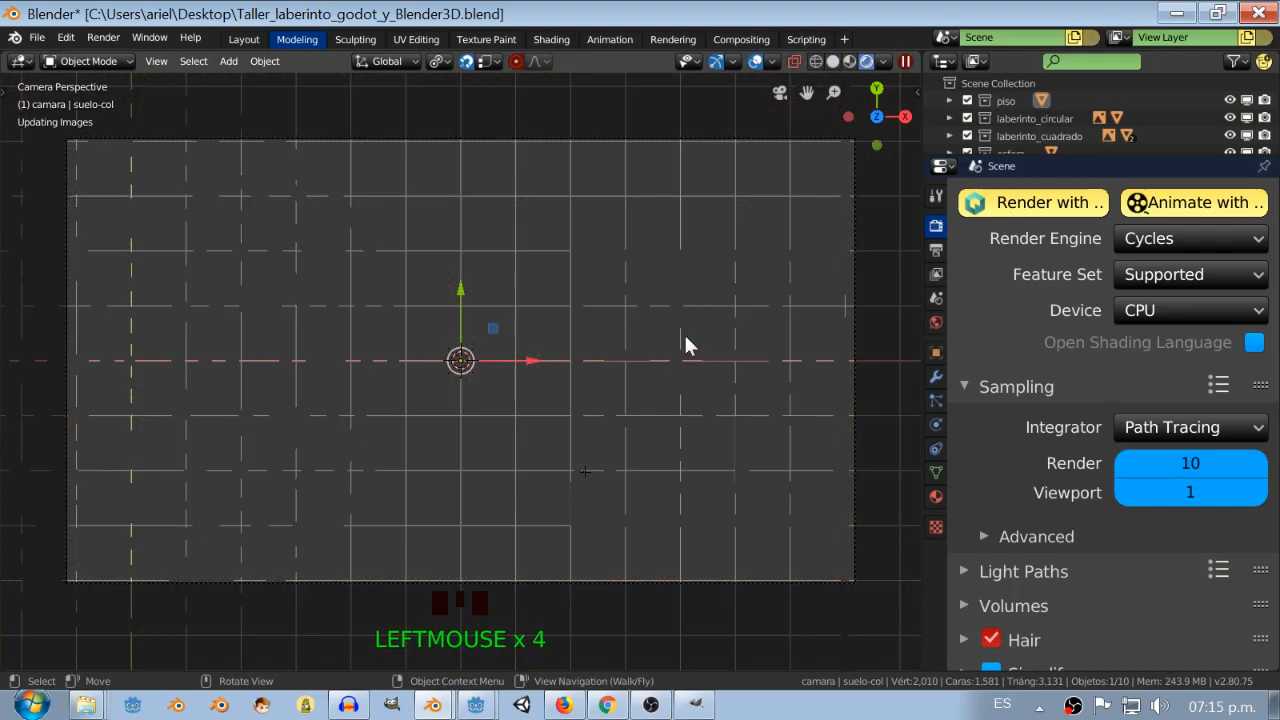 Blender* [C:\Users\ariel\Desktop\Taller_laberinto_godot_y_Blender3D.blend]
File Edit Render Window Help
Layout Modeling Sculpting UV Editing Texture Paint Shading Animation Rendering Compositing Scripting
Scene
View Layer
Object Mode
View
Select
Add
Object
Global
Camera Perspective
(1) camara | suelo-col
Updating Images
Y
Z
X
LEFTMOUSE x 4
Scene Collection
piso
laberinto_circular
laberinto_cuadrado
2
Scene
Render with ..
Animate with ..
Render Engine
Cycles
Feature Set
Supported
Device
CPU
Open Shading Language
Sampling
Integrator
Path Tracing
Render
10
Viewport
1
Advanced
Light Paths
Volumes
Hair
Select
Move
Rotate View
Object Context Menu
View Navigation (Walk/Fly)
camara | suelo-col | Vért:2,010 | Caras:1,581 | Triáng:3,131 | Objetos:1/10 | Mem: 243.9 MB | v2.80.75
ES
07:15 p.m.